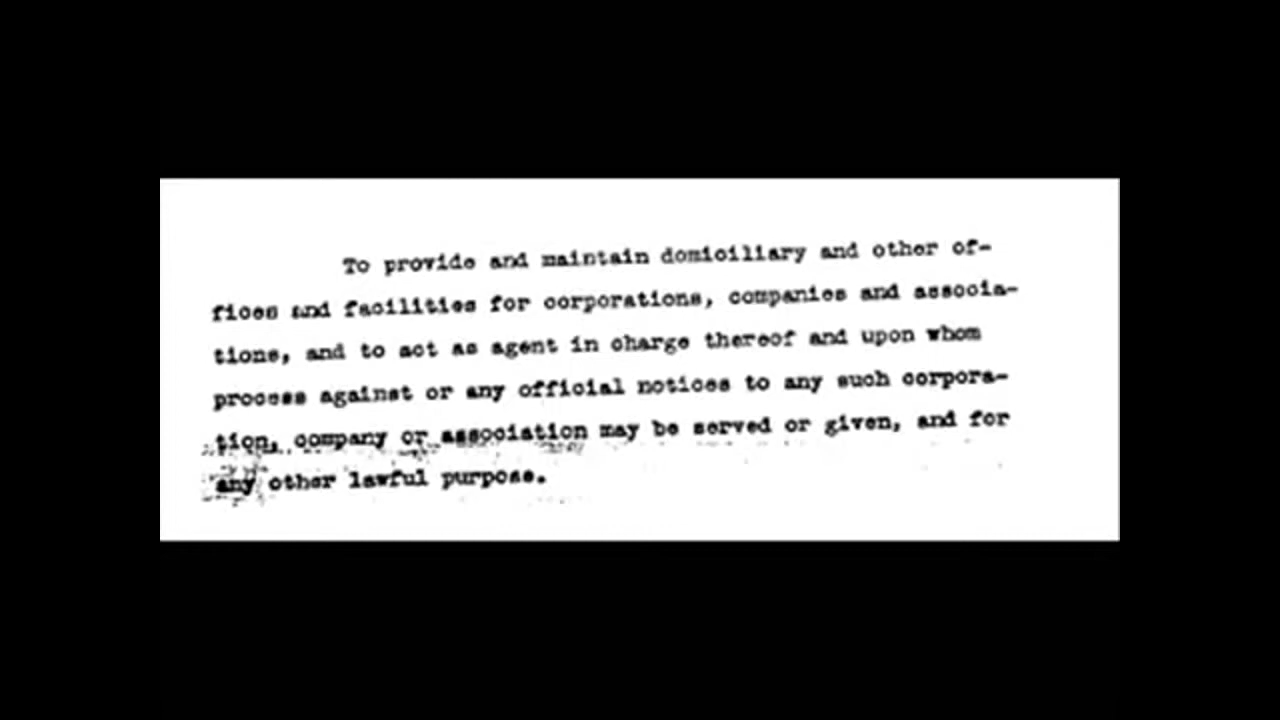 To provide and maintain domiciliary and other of-
fices and facilities for corporations, companies and associa-
tions, and to act as agent in charge thereof and upon whom
process against or any official notices to any such corpora-
tion, company or association may be served or given, and for
any other lawful purpose.